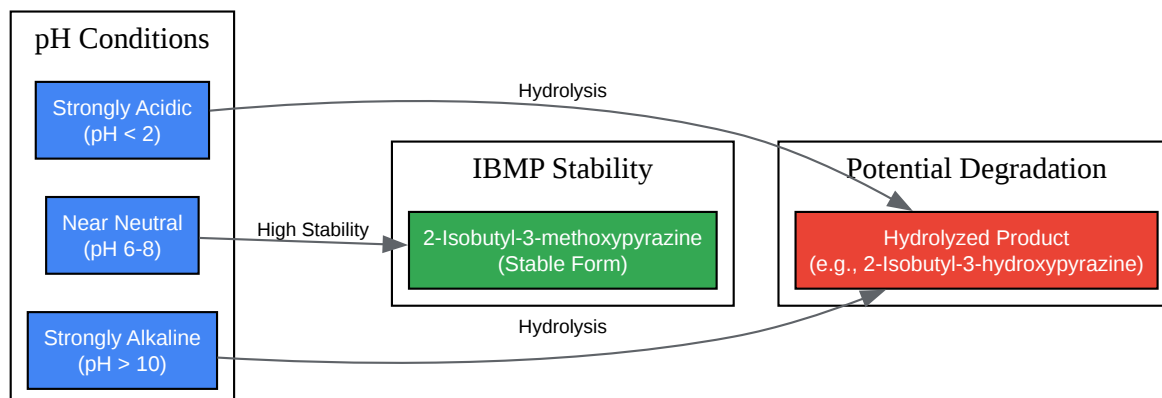 pH Conditions
Strongly Acidic
(pH < 2)
Near Neutral
(pH 6-8)
Strongly Alkaline
(pH > 10)
Hydrolysis
High Stability
Hydrolysis
IBMP Stability
2-Isobutyl-3-methoxypyrazine
(Stable Form)
Potential Degradation
Hydrolyzed Product
(e.g., 2-Isobutyl-3-hydroxypyrazine)